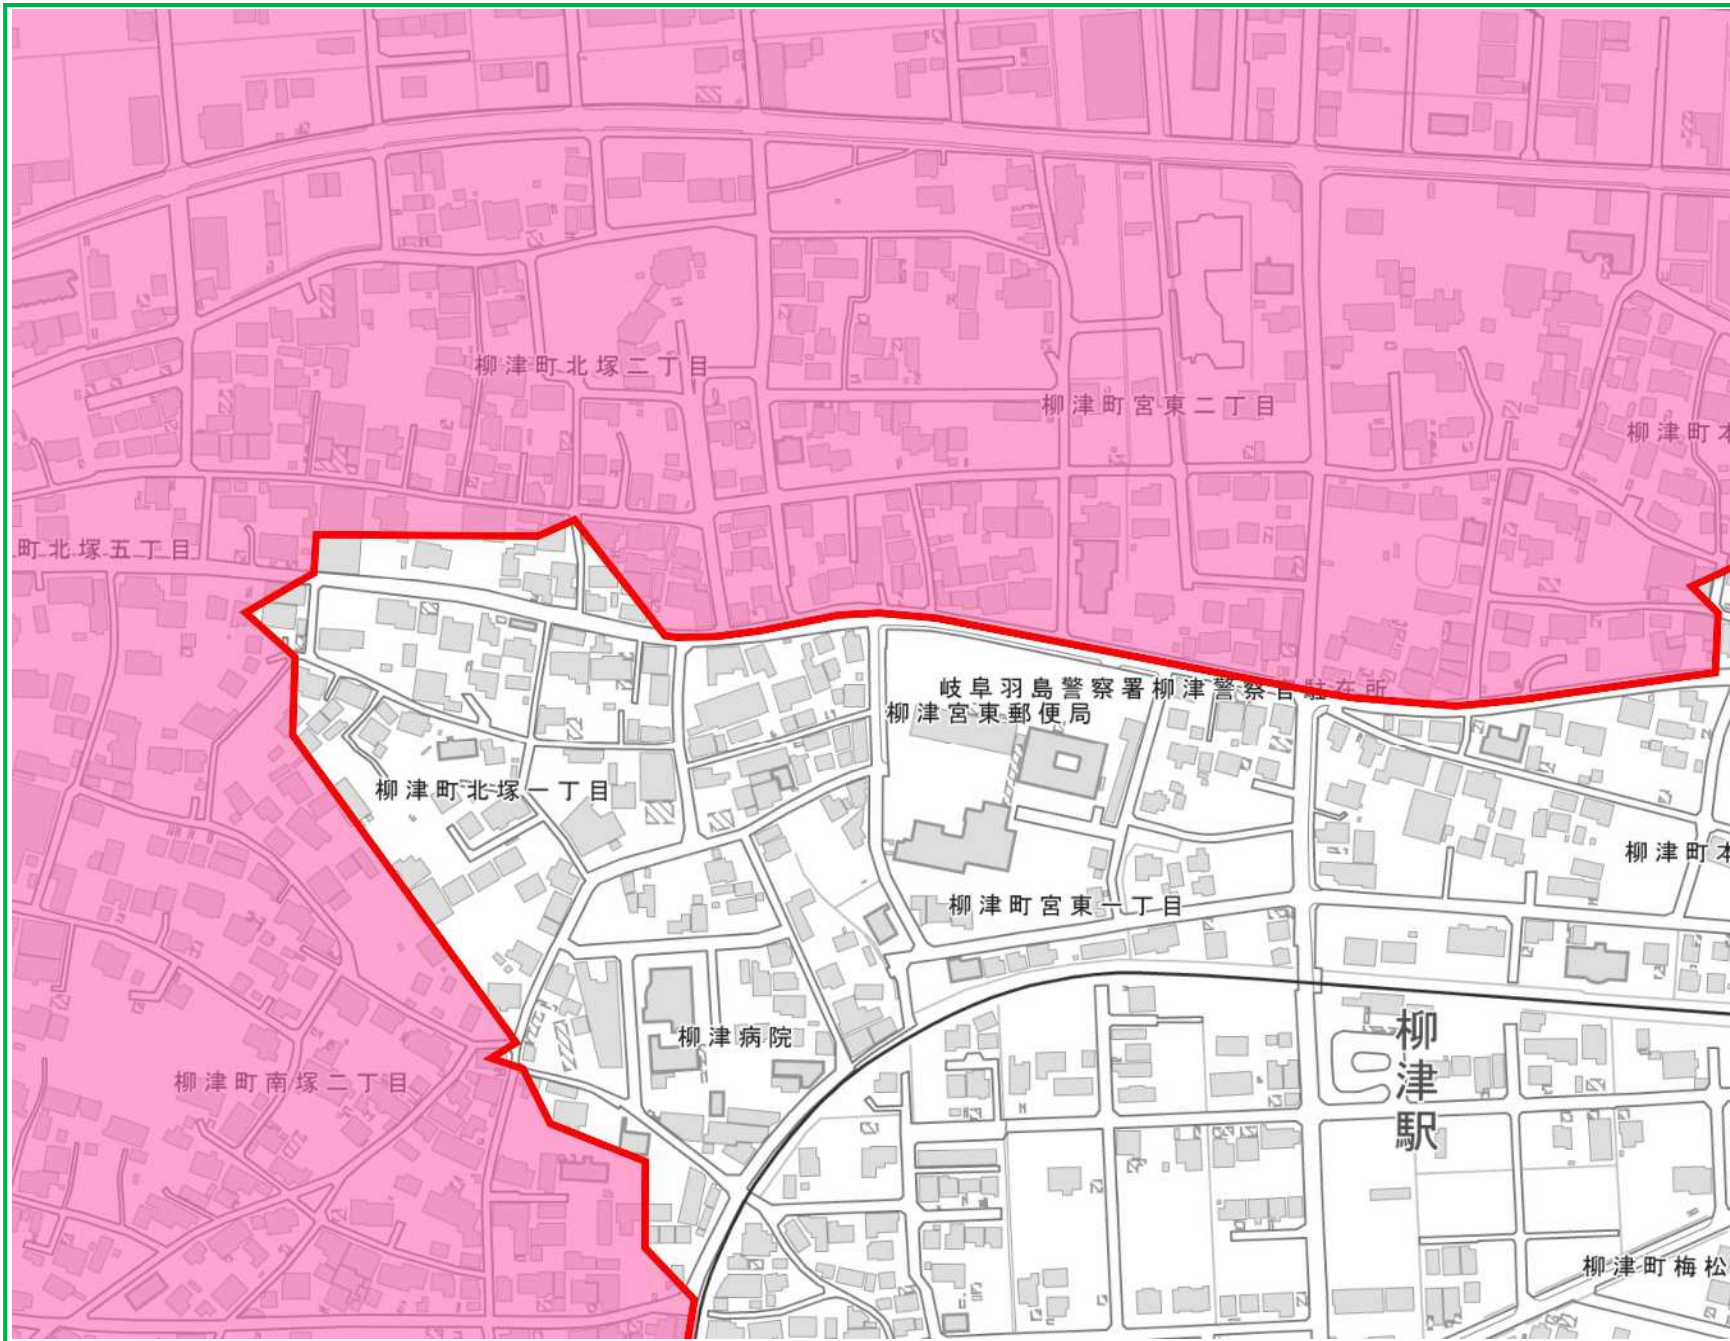 柳津町北塚二丁目
柳津町宮東二丁目
柳津町本
町北塚五丁目
岐阜羽島警察署柳津警察官駐在所
柳津宮東郵便局
柳津町北塚一丁目
柳津町本
柳津町宮東一丁目
柳津病院
柳津駅
柳津町南塚二丁目
柳津町梅松